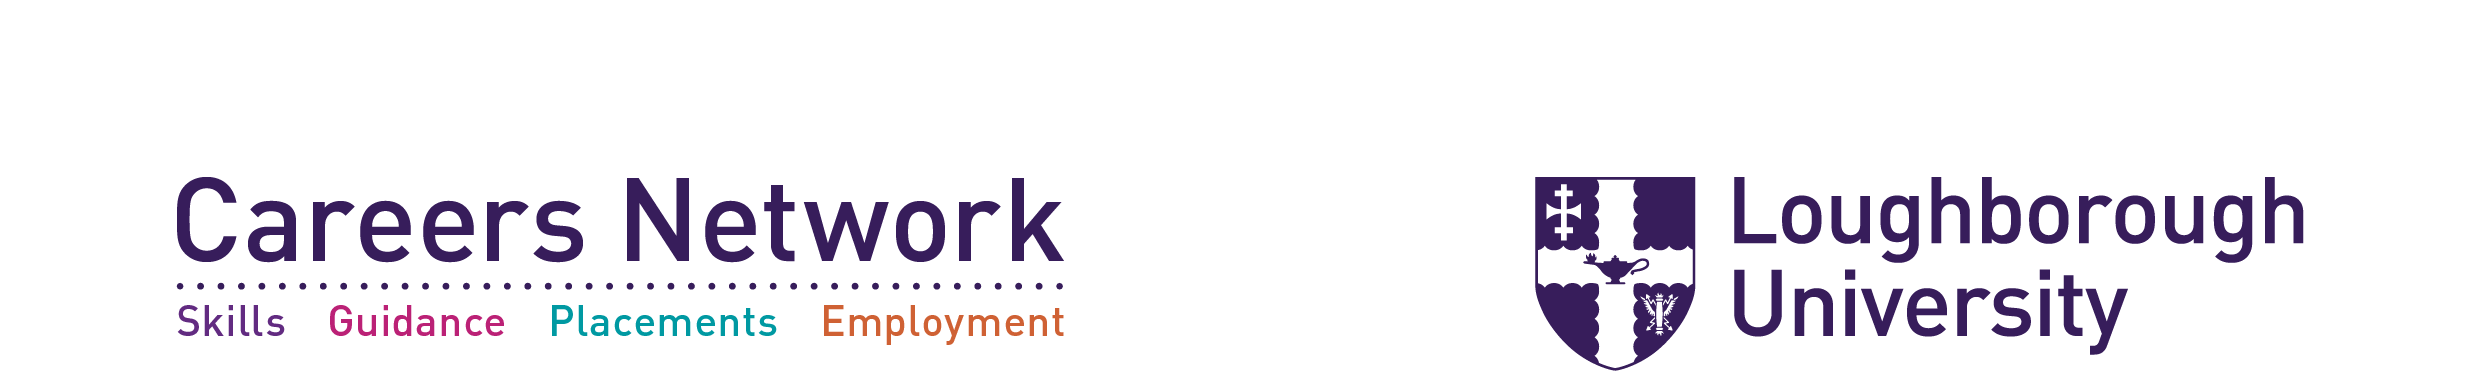 Careers Network
Skills Guidance Placements Employment
Loughborough
University